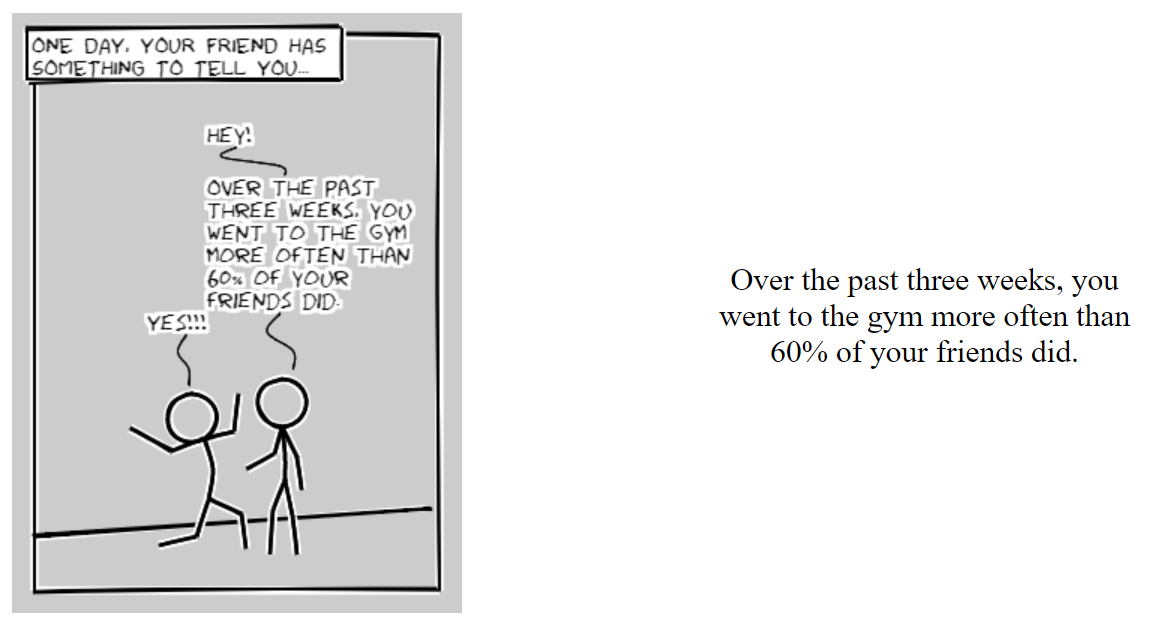 ONE DAY, YOUR FRIEND HAS
SOMETHING TO TELL YOU...
HEY!
OVER THE PAST
THREE WEEKS, YOU
WENT TO THE GYM
MORE OFTEN THAN
60% OF YOUR
FRIENDS DID.
YES!!!
Over the past three weeks, you
went to the gym more often than
60% of your friends did.